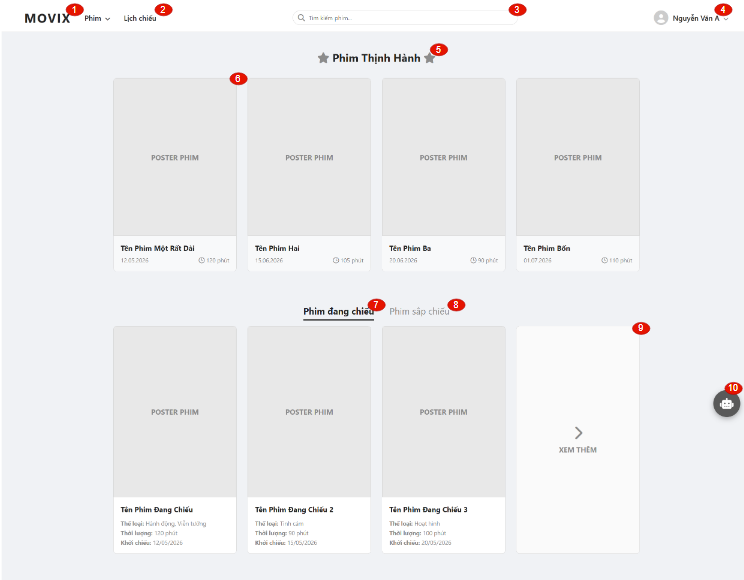 MOVIX 1 Phim 2 Lịch chiếu 3 Tìm kiếm phim... 4 Nguyễn Văn A
5 Phim Thịnh Hành
6
POSTER PHIM POSTER PHIM POSTER PHIM POSTER PHIM
Tên Phim Một Rất Dài Tên Phim Hai Tên Phim Ba Tên Phim Bốn
12.05.2026 120 phút 15.06.2026 105 phút 20.06.2026 90 phút 01.07.2026 110 phút
Phim đang chiếu 7 Phim sắp chiếu 8
9
POSTER PHIM POSTER PHIM POSTER PHIM
10
XEM THÊM
Tên Phim Đang Chiếu Tên Phim Đang Chiếu 2 Tên Phim Đang Chiếu 3
Thể loại: Hành động, Viễn tưởng Thể loại: Tình cảm Thể loại: Hoạt hình
Thời lượng: 120 phút Thời lượng: 95 phút Thời lượng: 100 phút
Khởi chiếu: 12/05/2026 Khởi chiếu: 15/05/2026 Khởi chiếu: 20/05/2026